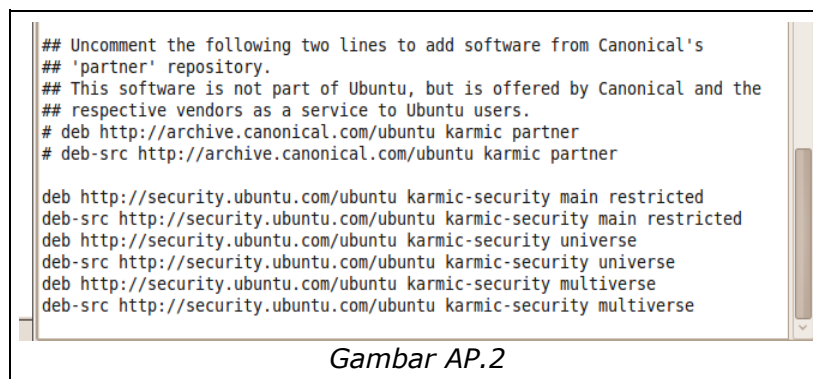 ## Uncomment the following two lines to add software from Canonical's
## 'partner' repository.
## This software is not part of Ubuntu, but is offered by Canonical and the
## respective vendors as a service to Ubuntu users.
# deb http://archive.canonical.com/ubuntu karmic partner
# deb-src http://archive.canonical.com/ubuntu karmic partner
deb http://security.ubuntu.com/ubuntu karmic-security main restricted
deb-src http://security.ubuntu.com/ubuntu karmic-security main restricted
deb http://security.ubuntu.com/ubuntu karmic-security universe
deb-src http://security.ubuntu.com/ubuntu karmic-security universe
deb http://security.ubuntu.com/ubuntu karmic-security multiverse
deb-src http://security.ubuntu.com/ubuntu karmic-security multiverse
Gambar AP.2